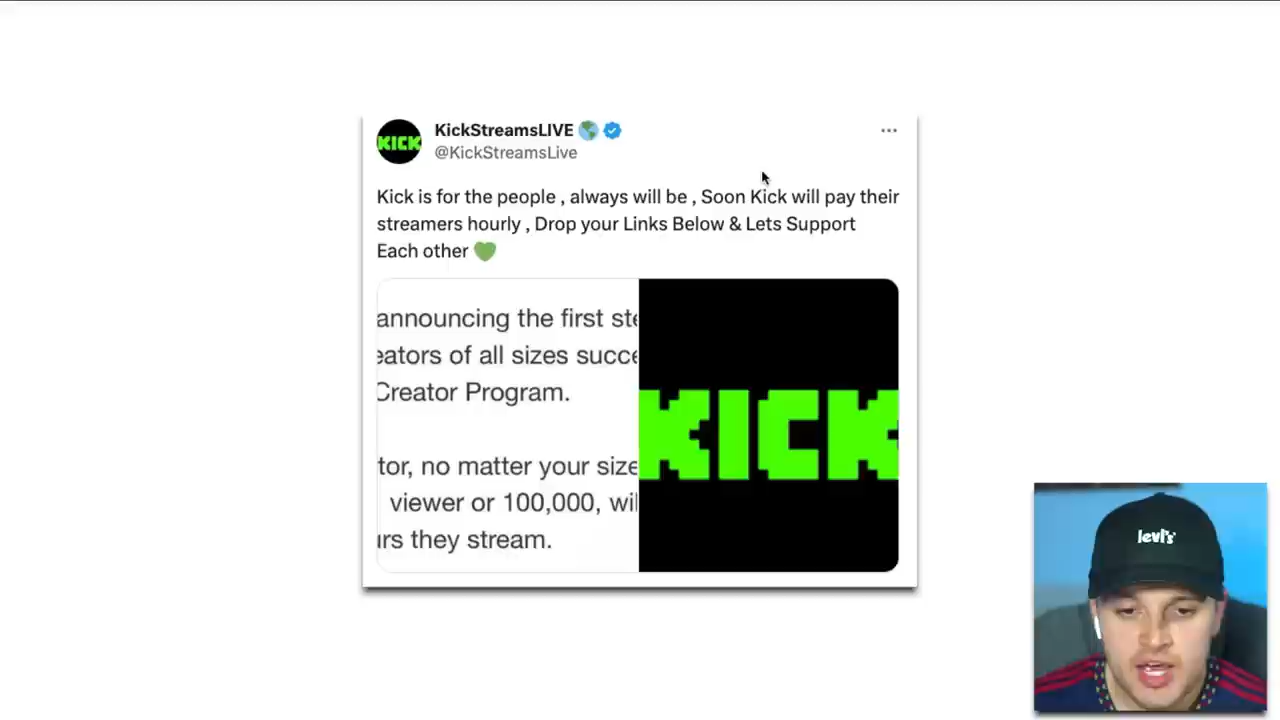 KICK
KickStreamsLIVE
@KickStreamsLive
Kick is for the people , always will be , Soon Kick will pay their
streamers hourly , Drop your Links Below & Lets Support
Each other
announcing the first ste
eators of all sizes succe
Creator Program.
tor, no matter your size
viewer or 100,000, wil
urs they stream.
KICK
levi's